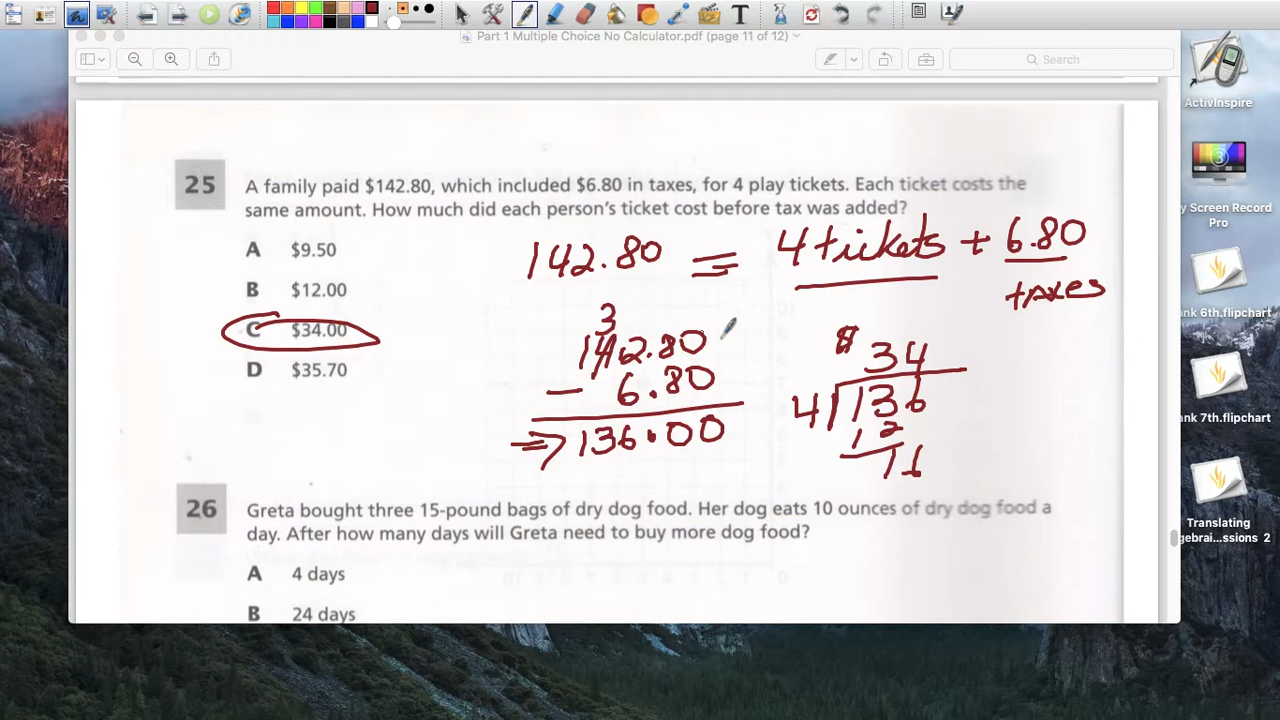 Part 1 Multiple Choice No Calculator.pdf (page 11 of 12)
Search
T
ActivInspire
3
y Screen Record
Pro
nk 6th.flipchart
nk 7th.flipchart
Translating
lgebrai...ssions 2
25
A family paid $142.80, which included $6.80 in taxes, for 4 play tickets. Each ticket costs the
same amount. How much did each person's ticket cost before tax was added?
A $9.50
B $12.00
C $34.00
D $35.70
142.80 = 4 tickets + 6.80
taxes
3
142.80
- 6.80
⇒ 136.00
$ 34
4 136
12
16
26
Greta bought three 15-pound bags of dry dog food. Her dog eats 10 ounces of dry dog food a
day. After how many days will Greta need to buy more dog food?
A 4 days
B 24 days